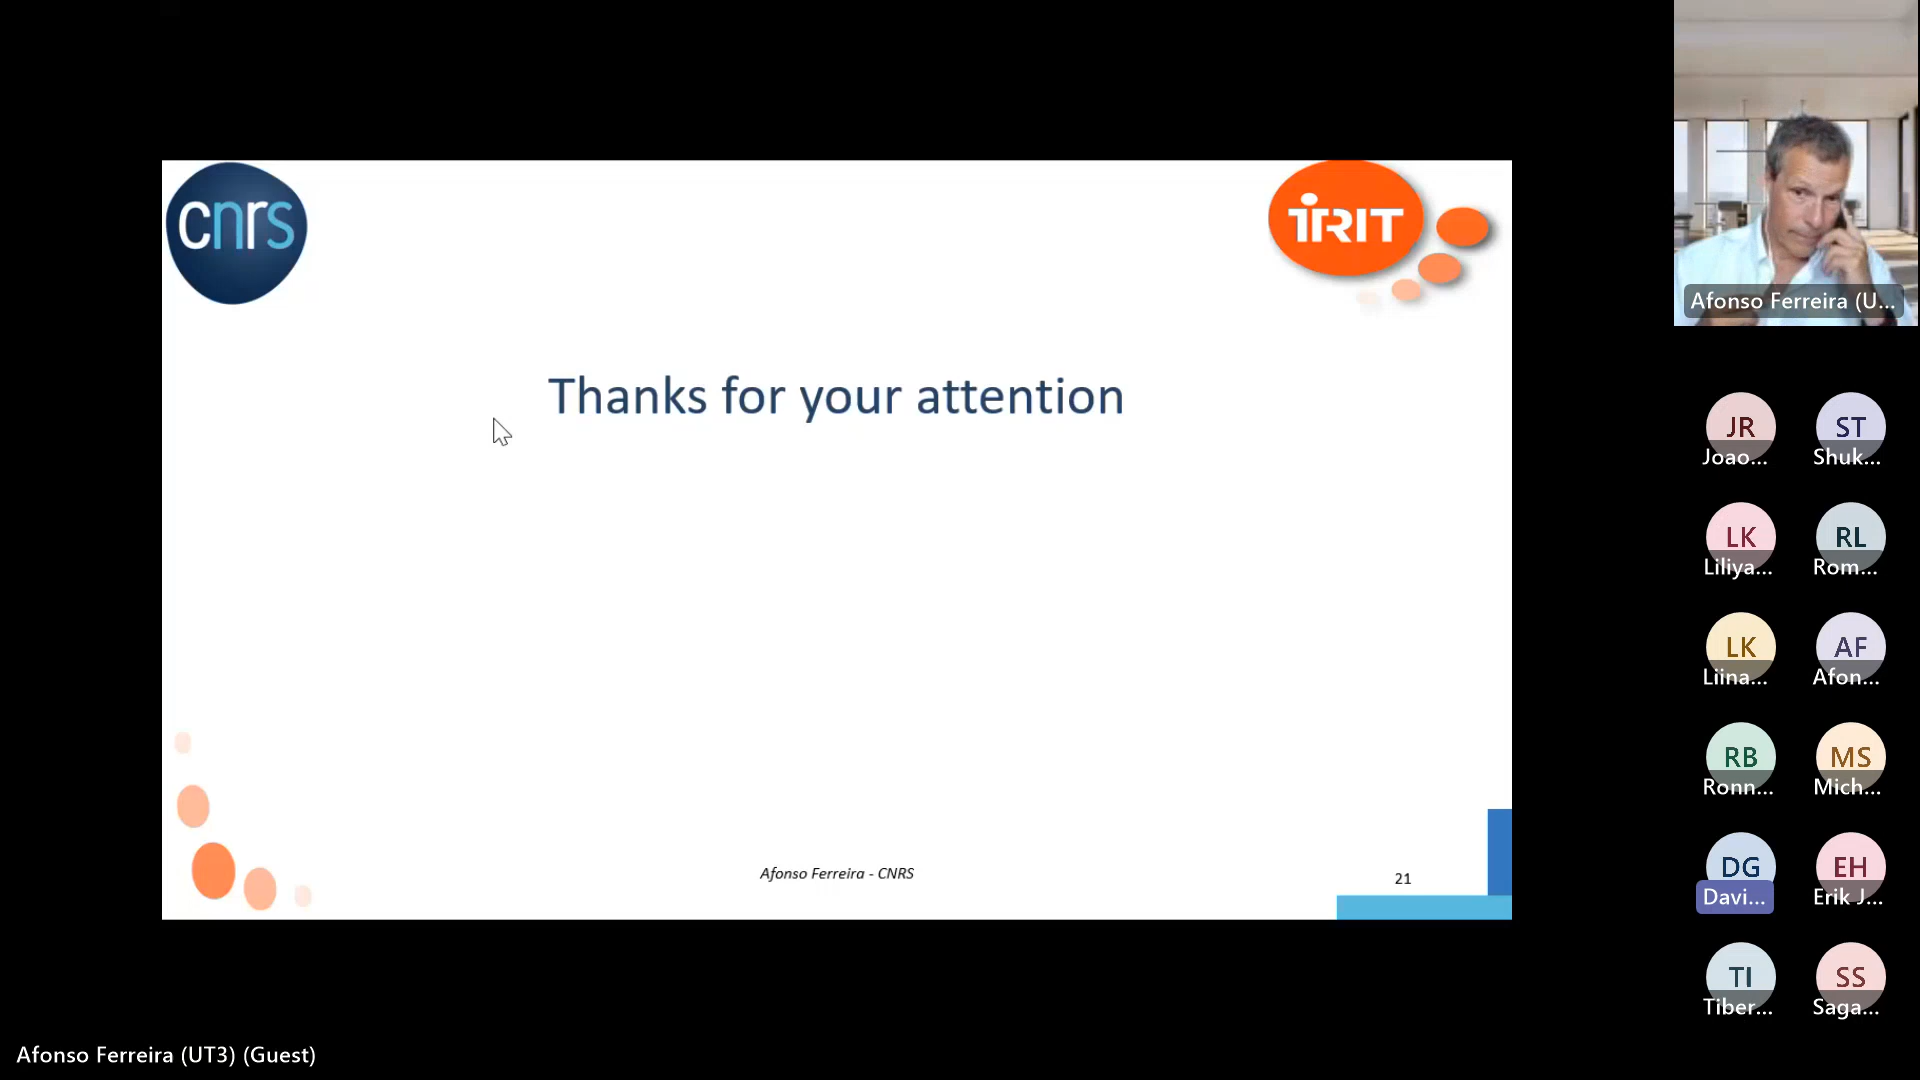 cnrs
iRIT
Thanks for your attention
Afonso Ferreira - CNRS
21
Afonso Ferreira (U...
JR
Joao...
ST
Shuk...
LK
Liliya...
RL
Rom...
LK
Liina...
AF
Afon...
RB
Ronn...
MS
Mich...
DG
Davi...
EH
Erik J...
TI
Tiber...
SS
Saga...
Afonso Ferreira (UT3) (Guest)